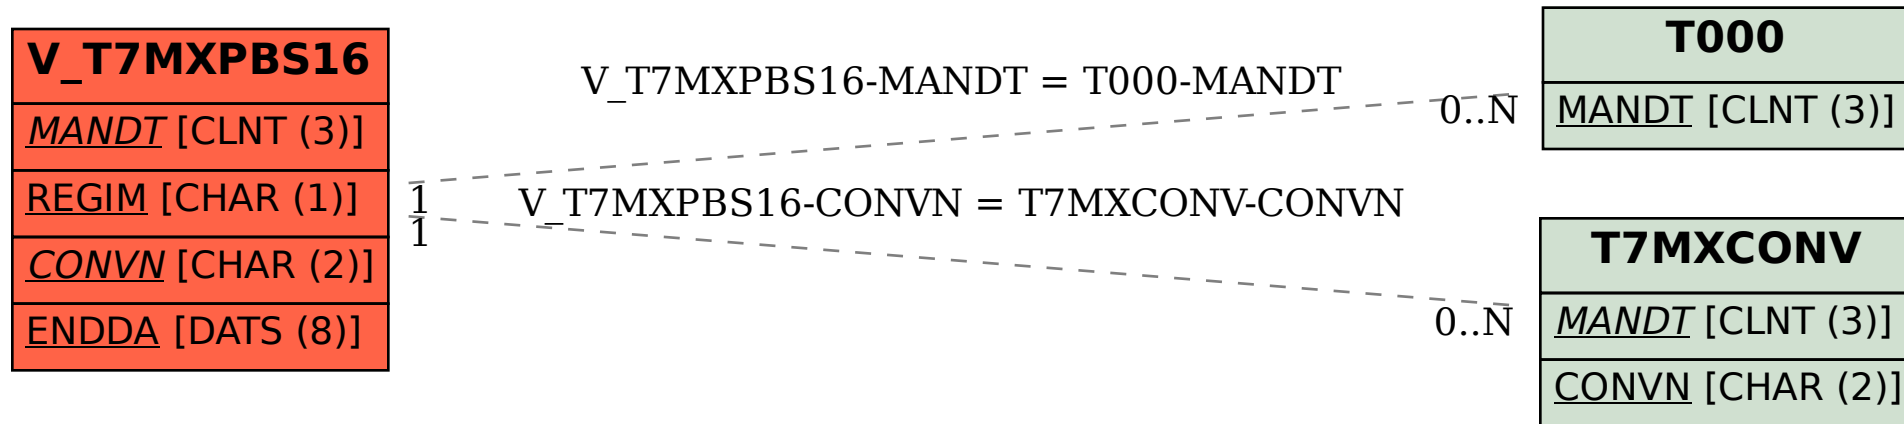 V_T7MXPBS16
MANDT [CLNT (3)]
REGIM [CHAR (1)]
CONVN [CHAR (2)]
ENDDA [DATS (8)]
V_T7MXPBS16-MANDT = T000-MANDT
0..N
1
V_T7MXPBS16-CONVN = T7MXCONV-CONVN
1
0..N
T000
MANDT [CLNT (3)]
T7MXCONV
MANDT [CLNT (3)]
CONVN [CHAR (2)]